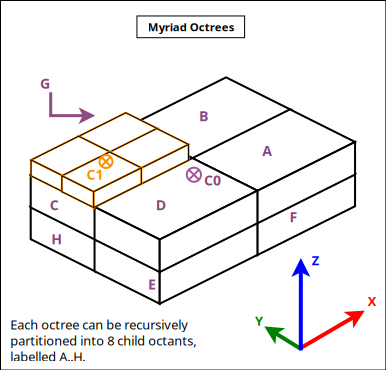 Myriad Octrees
G
B
A
C1
C0
C
D
F
H
E
Z
X
Y
Each octree can be recursively
partitioned into 8 child octants,
labelled A..H.